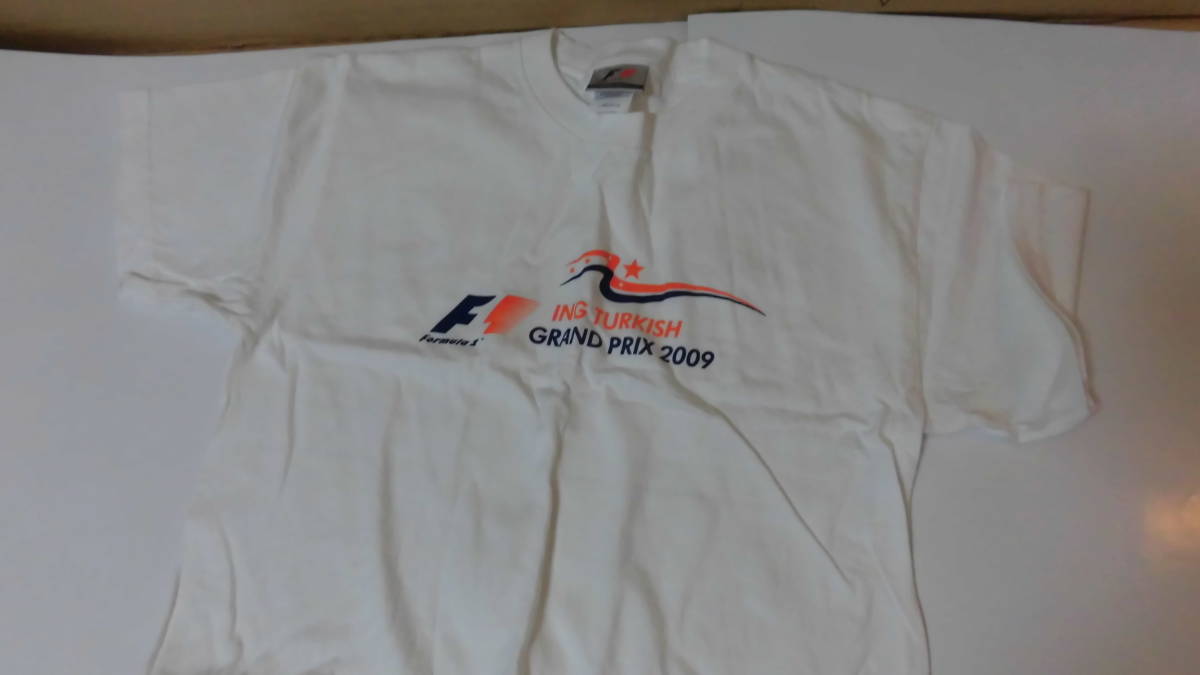 F1
Formula 1
ING TURKISH
GRAND PRIX 2009